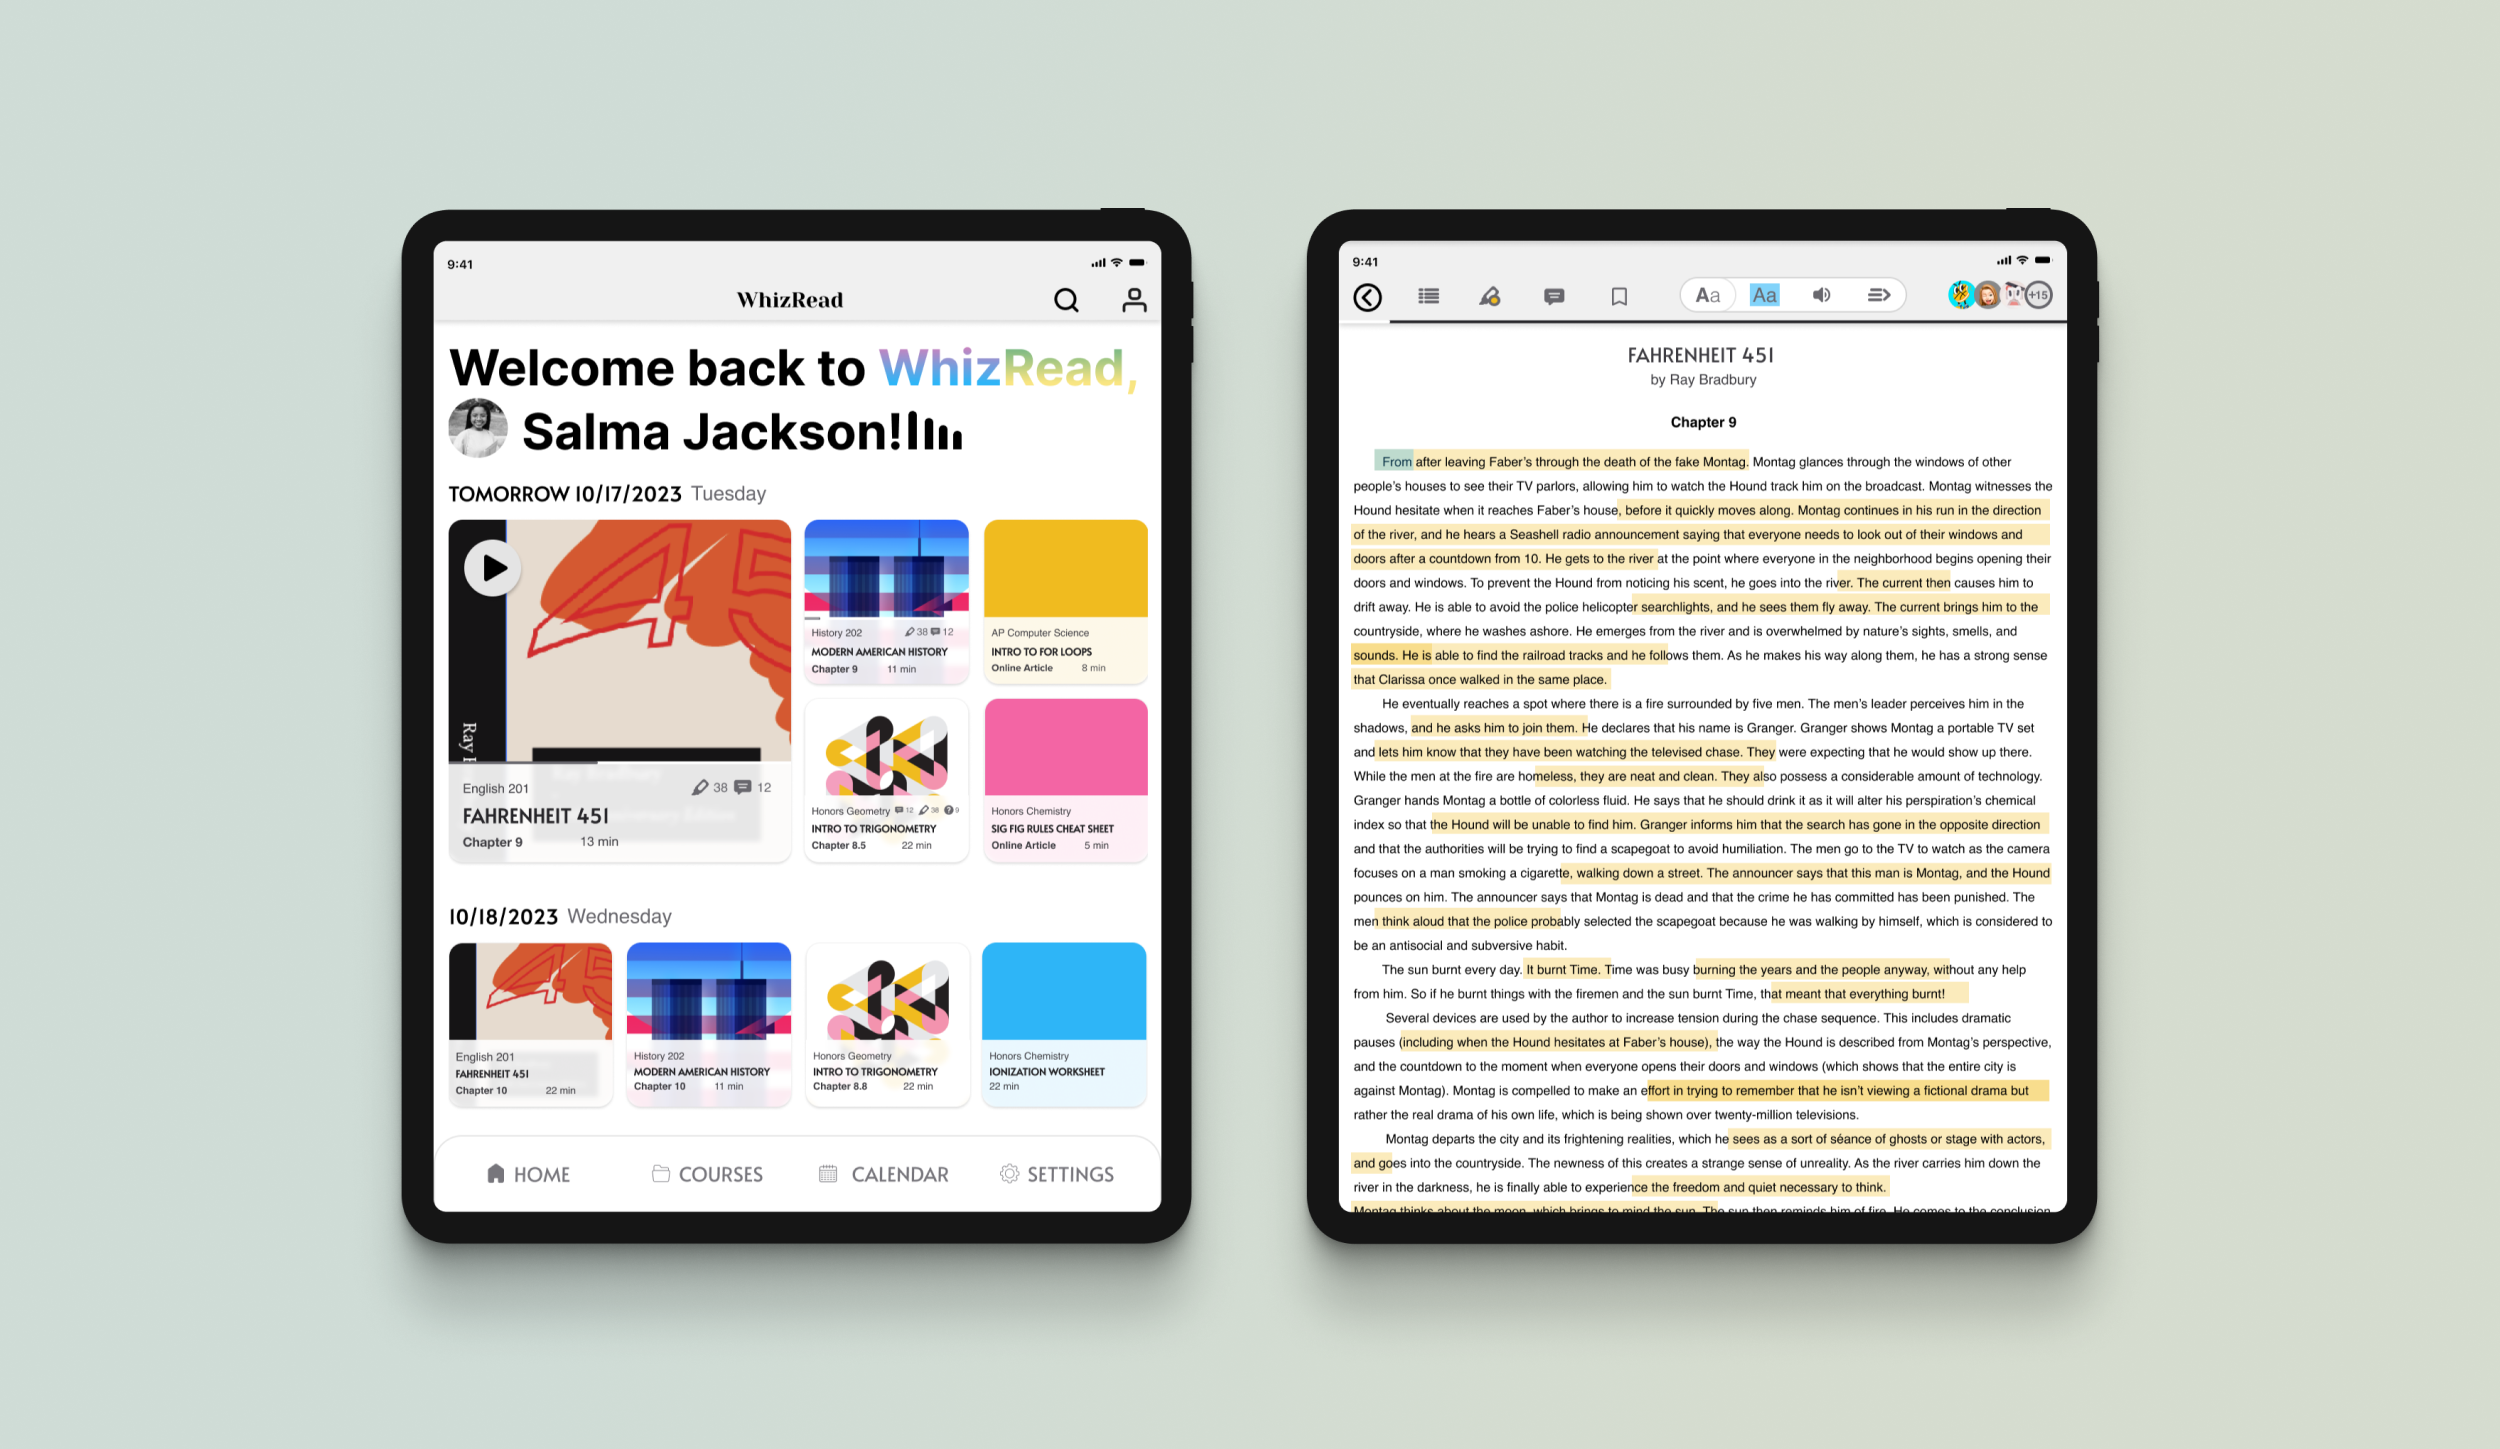 9:41
WhizRead
Welcome back to WhizRead,
Salma Jackson!
TOMORROW 10/17/2023 Tuesday
45
Ray
English 201
38 12
FAHRENHEIT 451
Chapter 9 13 min
History 202 38 12
MODERN AMERICAN HISTORY
Chapter 9 11 min
AP Computer Science
INTRO TO FOR LOOPS
Online Article 8 min
Honors Geometry 12 38 9
INTRO TO TRIGONOMETRY
Chapter 8.5 22 min
Honors Chemistry
SIG FIG RULES CHEAT SHEET
Online Article 5 min
10/18/2023 Wednesday
45
English 201
FAHRENHEIT 451
Chapter 10 22 min
History 202
MODERN AMERICAN HISTORY
Chapter 10 11 min
Honors Geometry
INTRO TO TRIGONOMETRY
Chapter 8.8 22 min
Honors Chemistry
IONIZATION WORKSHEET
22 min
HOME COURSES CALENDAR SETTINGS
9:41
Aa Aa +15
FAHRENHEIT 451
by Ray Bradbury
Chapter 9
From after leaving Faber's through the death of the fake Montag. Montag glances through the windows of other
people's houses to see their TV parlors, allowing him to watch the Hound track him on the broadcast. Montag witnesses the
Hound hesitate when it reaches Faber's house, before it quickly moves along. Montag continues in his run in the direction
of the river, and he hears a Seashell radio announcement saying that everyone needs to look out of their windows and
doors after a countdown from 10. He gets to the river at the point where everyone in the neighborhood begins opening their
doors and windows. To prevent the Hound from noticing his scent, he goes into the river. The current then causes him to
drift away. He is able to avoid the police helicopter searchlights, and he sees them fly away. The current brings him to the
countryside, where he washes ashore. He emerges from the river and is overwhelmed by nature's sights, smells, and
sounds. He is able to find the railroad tracks and he follows them. As he makes his way along them, he has a strong sense
that Clarissa once walked in the same place.
He eventually reaches a spot where there is a fire surrounded by five men. The men's leader perceives him in the
shadows, and he asks him to join them. He declares that his name is Granger. Granger shows Montag a portable TV set
and lets him know that they have been watching the televised chase. They were expecting that he would show up there.
While the men at the fire are homeless, they are neat and clean. They also possess a considerable amount of technology.
Granger hands Montag a bottle of colorless fluid. He says that he should drink it as it will alter his perspiration's chemical
index so that the Hound will be unable to find him. Granger informs him that the search has gone in the opposite direction
and that the authorities will be trying to find a scapegoat to avoid humiliation. The men go to the TV to watch as the camera
focuses on a man smoking a cigarette, walking down a street. The announcer says that this man is Montag, and the Hound
pounces on him. The announcer says that Montag is dead and that the crime he has committed has been punished. The
men think aloud that the police probably selected the scapegoat because he was walking by himself, which is considered to
be an antisocial and subversive habit.
The sun burnt every day. It burnt Time. Time was busy burning the years and the people anyway, without any help
from him. So if he burnt things with the firemen and the sun burnt Time, that meant that everything burnt!
Several devices are used by the author to increase tension during the chase sequence. This includes dramatic
pauses (including when the Hound hesitates at Faber's house), the way the Hound is described from Montag's perspective,
and the countdown to the moment when everyone opens their doors and windows (which shows that the entire city is
against Montag). Montag is compelled to make an effort in trying to remember that he isn't viewing a fictional drama but
rather the real drama of his own life, which is being shown over twenty-million televisions.
Montag departs the city and its frightening realities, which he sees as a sort of séance of ghosts or stage with actors,
and goes into the countryside. The newness of this creates a strange sense of unreality. As the river carries him down the
river in the darkness, he is finally able to experience the freedom and quiet necessary to think.
Montag thinks about the moon, which brings to mind the sun. The sun then reminds him of fire. He comes to the conclusion